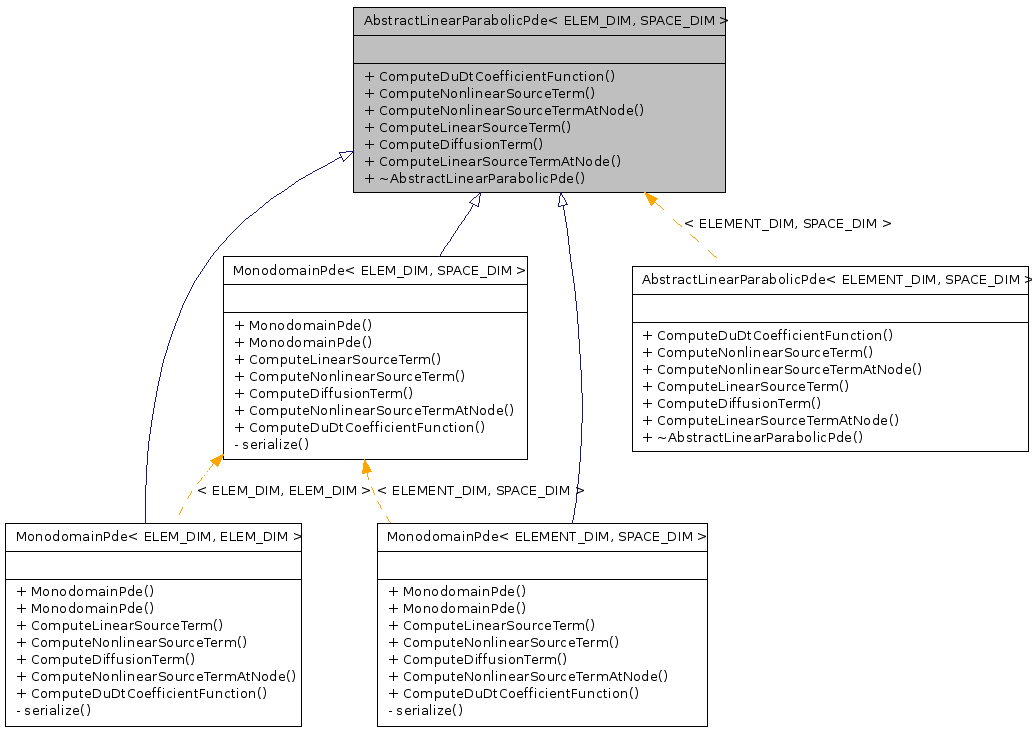 AbstractLinearParabolicPde< ELEM_DIM, SPACE_DIM >
+ ComputeDuDtCoefficientFunction()
+ ComputeNonlinearSourceTerm()
+ ComputeNonlinearSourceTermAtNode()
+ ComputeLinearSourceTerm()
+ ComputeDiffusionTerm()
+ ComputeLinearSourceTermAtNode()
+ ~AbstractLinearParabolicPde()
< ELEMENT_DIM, SPACE_DIM >
MonodomainPde< ELEM_DIM, SPACE_DIM >
+ MonodomainPde()
+ MonodomainPde()
+ ComputeLinearSourceTerm()
+ ComputeNonlinearSourceTerm()
+ ComputeDiffusionTerm()
+ ComputeNonlinearSourceTermAtNode()
+ ComputeDuDtCoefficientFunction()
- serialize()
AbstractLinearParabolicPde< ELEMENT_DIM, SPACE_DIM >
+ ComputeDuDtCoefficientFunction()
+ ComputeNonlinearSourceTerm()
+ ComputeNonlinearSourceTermAtNode()
+ ComputeLinearSourceTerm()
+ ComputeDiffusionTerm()
+ ComputeLinearSourceTermAtNode()
+ ~AbstractLinearParabolicPde()
< ELEM_DIM, ELEM_DIM >
< ELEMENT_DIM, SPACE_DIM >
MonodomainPde< ELEM_DIM, ELEM_DIM >
+ MonodomainPde()
+ MonodomainPde()
+ ComputeLinearSourceTerm()
+ ComputeNonlinearSourceTerm()
+ ComputeDiffusionTerm()
+ ComputeNonlinearSourceTermAtNode()
+ ComputeDuDtCoefficientFunction()
- serialize()
MonodomainPde< ELEMENT_DIM, SPACE_DIM >
+ MonodomainPde()
+ MonodomainPde()
+ ComputeLinearSourceTerm()
+ ComputeNonlinearSourceTerm()
+ ComputeDiffusionTerm()
+ ComputeNonlinearSourceTermAtNode()
+ ComputeDuDtCoefficientFunction()
- serialize()